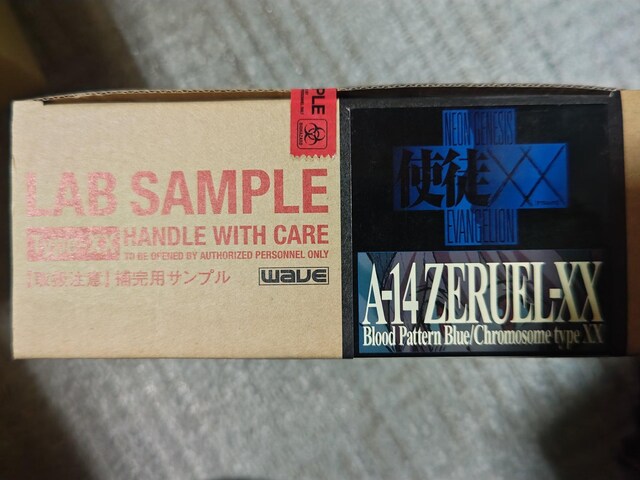 PLE
LAB SAMPLE
HANDLE WITH CARE
TO BE OPENED BY AUTHORIZED PERSONNEL ONLY
【取扱注意】補完用サンプル
wave
NEON GENESIS
使徒XX
EVANGELION
A-14 ZERUEL-XX
Blood Pattern Blue/Chromosome type XX